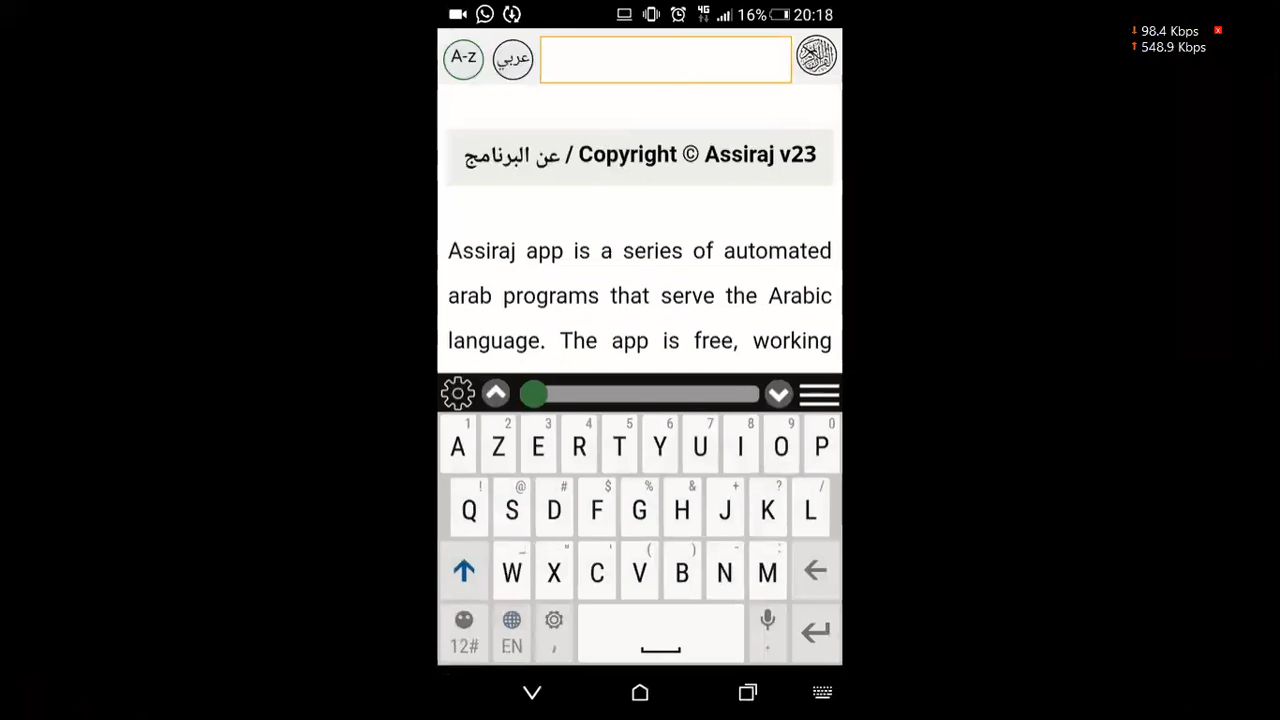 4G 16% 20:18
98.4 Kbps x
548.9 Kbps
A-z عربي
عن البرنامج / Copyright © Assiraj v23
Assiraj app is a series of automated
arab programs that serve the Arabic
language. The app is free, working
1 2 3 4 5 6 7 8 9 0
A Z E R T Y U I O P
! @ # $ % & + ? /
Q S D F G H J K L
_ " ' ( ) - :
W X C V B N M
12# EN , .